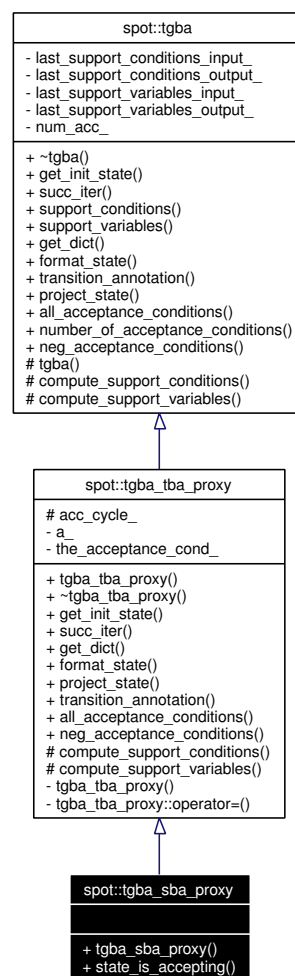 spot::tgba
- last_support_conditions_input_
- last_support_conditions_output_
- last_support_variables_input_
- last_support_variables_output_
- num_acc_
+ ~tgba()
+ get_init_state()
+ succ_iter()
+ support_conditions()
+ support_variables()
+ get_dict()
+ format_state()
+ transition_annotation()
+ project_state()
+ all_acceptance_conditions()
+ number_of_acceptance_conditions()
+ neg_acceptance_conditions()
# tgba()
# compute_support_conditions()
# compute_support_variables()
spot::tgba_tba_proxy
# acc_cycle_
- a_
- the_acceptance_cond_
+ tgba_tba_proxy()
+ ~tgba_tba_proxy()
+ get_init_state()
+ succ_iter()
+ get_dict()
+ format_state()
+ project_state()
+ transition_annotation()
+ all_acceptance_conditions()
+ neg_acceptance_conditions()
# compute_support_conditions()
# compute_support_variables()
- tgba_tba_proxy()
- tgba_tba_proxy::operator=()
spot::tgba_sba_proxy
+ tgba_sba_proxy()
+ state_is_accepting()